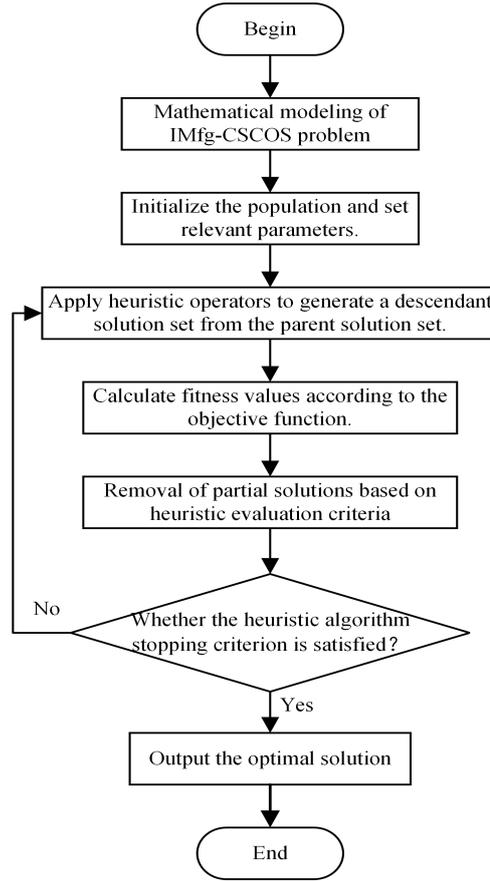 Begin
Mathematical modeling of
IMfg-CSCOS problem
Initialize the population and set
relevant parameters.
Apply heuristic operators to generate a descendant
solution set from the parent solution set.
Calculate fitness values according to the
objective function.
Removal of partial solutions based on
heuristic evaluation criteria
No
Whether the heuristic algorithm
stopping criterion is satisfied?
Yes
Output the optimal solution
End